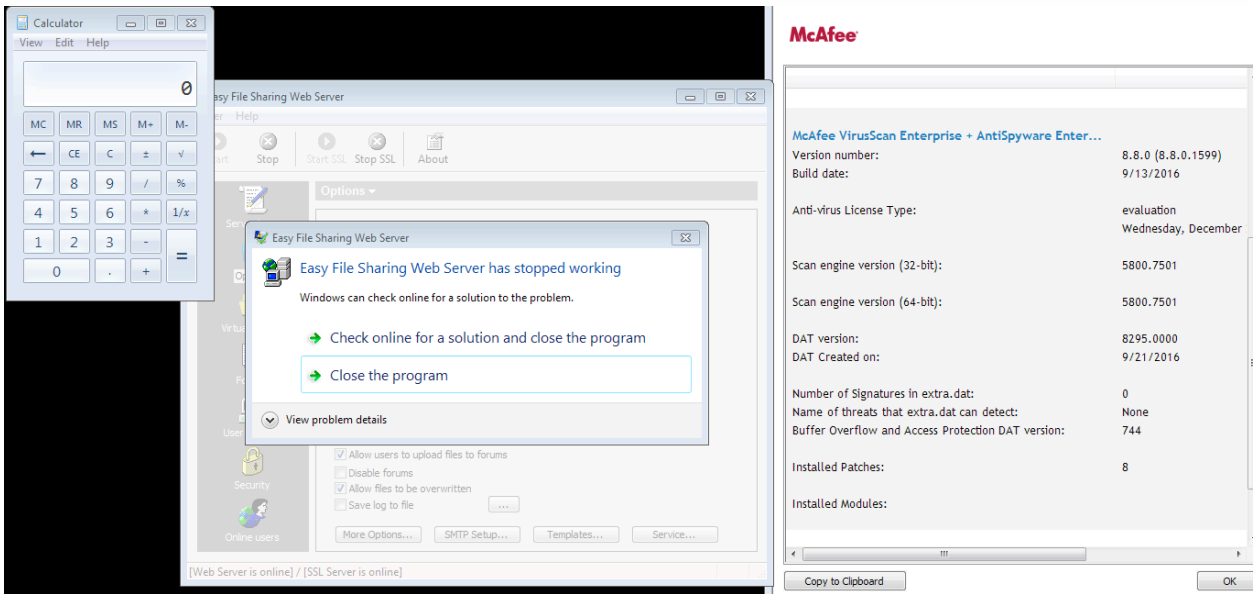 Calculator
View Edit Help
0
MC MR MS M+ M-
← CE C ± √
7 8 9 / %
4 5 6 * 1/x
1 2 3 - =
0 . +
asy File Sharing Web Server
er Help
art Stop Start SSL Stop SSL About
Options
Easy File Sharing Web Server
Easy File Sharing Web Server has stopped working
Windows can check online for a solution to the problem.
Check online for a solution and close the program
Close the program
View problem details
Allow users to upload files to forums
Disable forums
Allow files to be overwritten
Save log to file ...
More Options... SMTP Setup... Templates... Service...
Security
Online users
[Web Server is online] / [SSL Server is online]
McAfee
McAfee VirusScan Enterprise + AntiSpyware Enter...
Version number: 8.8.0 (8.8.0.1599)
Build date: 9/13/2016
Anti-virus License Type: evaluation
Wednesday, December
Scan engine version (32-bit): 5800.7501
Scan engine version (64-bit): 5800.7501
DAT version: 8295.0000
DAT Created on: 9/21/2016
Number of Signatures in extra.dat: 0
Name of threats that extra.dat can detect: None
Buffer Overflow and Access Protection DAT version: 744
Installed Patches: 8
Installed Modules:
Copy to Clipboard OK